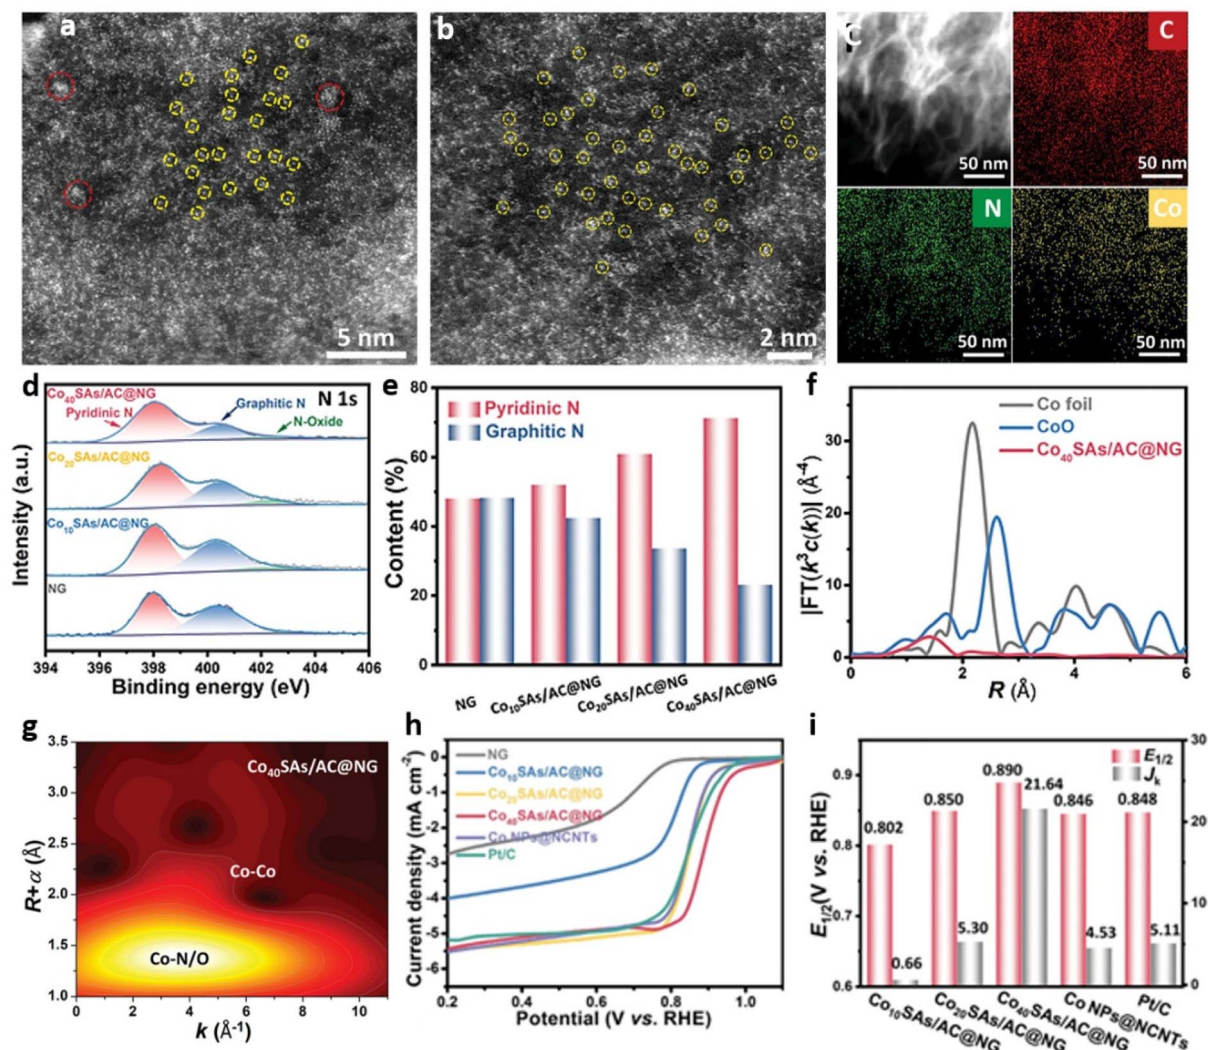 a
5 nm
b
2 nm
C
50 nm
C
50 nm
N
50 nm
Co
50 nm
d
Co₄₀SAs/AC@NG
N 1s
Pyridinic N
Graphitic N
N-Oxide
Co₂₀SAs/AC@NG
Co₁₀SAs/AC@NG
NG
Intensity (a.u.)
394 396 398 400 402 404 406
Binding energy (eV)
e
Pyridinic N
Graphitic N
Content (%)
80
60
40
20
0
NG Co₁₀SAs/AC@NG Co₂₀SAs/AC@NG Co₄₀SAs/AC@NG
f
Co foil
CoO
Co₄₀SAs/AC@NG
|FT(k³c(k))| (Å⁻⁴)
30
20
10
0
0 2 4 6
R (Å)
g
Co₄₀SAs/AC@NG
Co-Co
Co-N/O
R+α (Å)
3.5
3.0
2.5
2.0
1.5
1.0
0 2 4 6 8 10
k (Å⁻¹)
h
NG
Co₁₀SAs/AC@NG
Co₂₀SAs/AC@NG
Co₄₀SAs/AC@NG
Co NPs@NCNTs
Pt/C
Current density (mA cm⁻²)
0
-1
-2
-3
-4
-5
-6
0.2 0.4 0.6 0.8 1.0
Potential (V vs. RHE)
i
E₁/₂
Jₖ
0.802
0.66
0.850
5.30
0.890
21.64
0.846
4.53
0.848
5.11
E₁/₂(V vs. RHE)
0.9
0.8
0.7
0.6
30
20
10
0
Co₁₀SAs/AC@NG Co₂₀SAs/AC@NG Co₄₀SAs/AC@NG Co NPs@NCNTs Pt/C